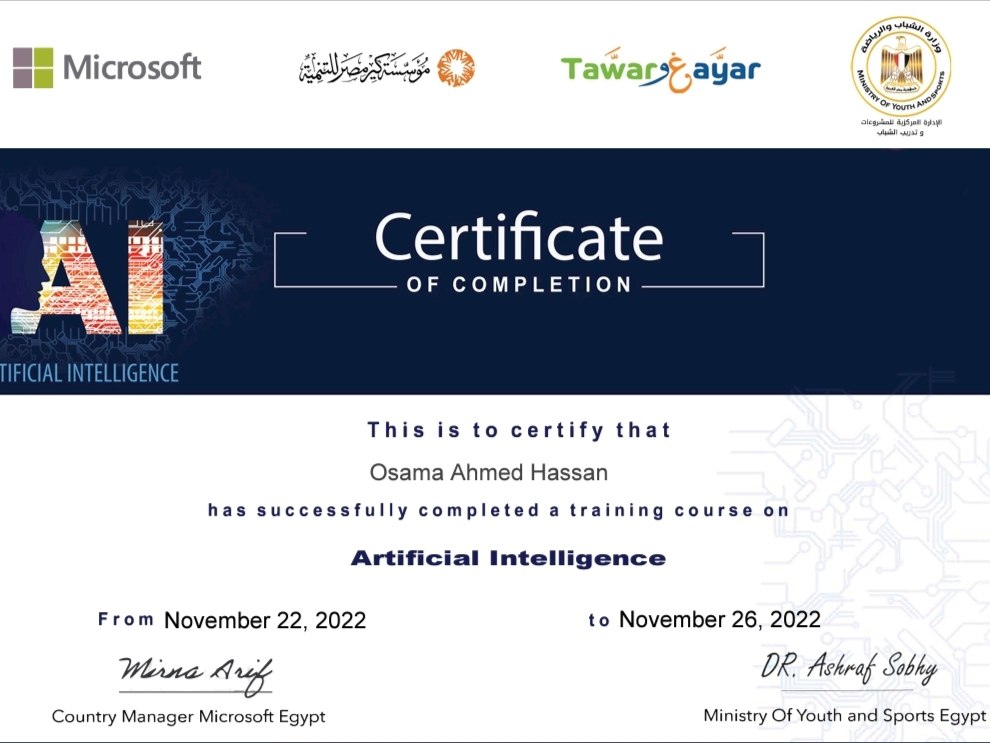 Microsoft
مؤسسة كير مصر للتنمية
Tawar وغ ayar
وزارة الشباب والرياضة
MINISTRY OF YOUTH AND SPORTS
الإدارة المركزية للمشروعات
و تدريب الشباب
AI
TIFICIAL INTELLIGENCE
Certificate
OF COMPLETION
This is to certify that
Osama Ahmed Hassan
has successfully completed a training course on
Artificial Intelligence
From November 22, 2022
to November 26, 2022
Mirna Arif
DR. Ashraf Sobhy
Country Manager Microsoft Egypt
Ministry Of Youth and Sports Egypt